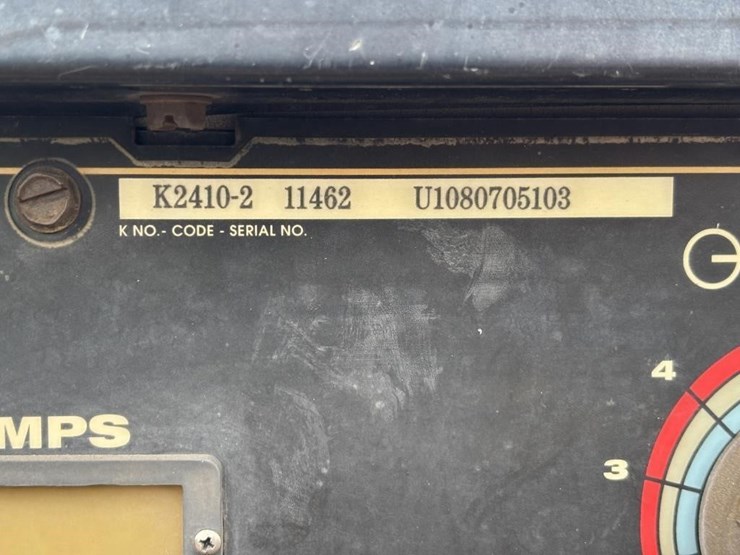 K2410-2 11462 U1080705103
K NO.- CODE - SERIAL NO.
4
MPS
3